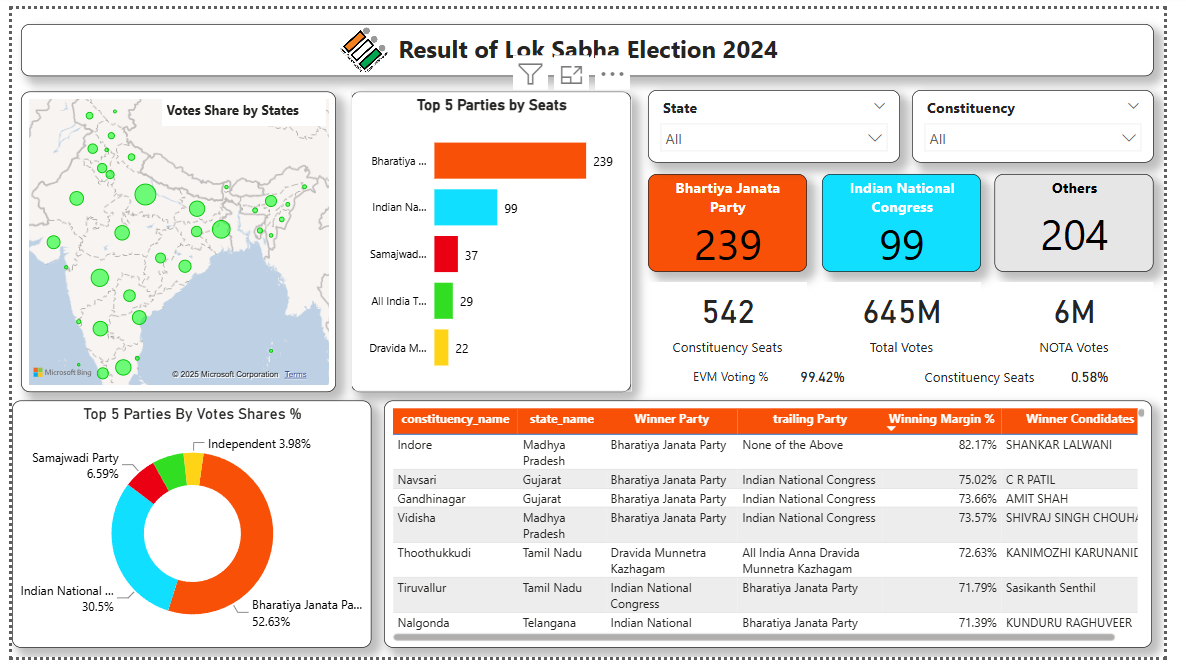 Result of Lok Sabha Election 2024
Votes Share by States
Microsoft Bing
© 2025 Microsoft Corporation Terms
Top 5 Parties by Seats
Bharatiya ... 239
Indian Na... 99
Samajwad... 37
All India T... 29
Dravida M... 22
State
All
Constituency
All
Bhartiya Janata
Party
239
Indian National
Congress
99
Others
204
542
Constituency Seats
645M
Total Votes
6M
NOTA Votes
EVM Voting % 99.42%
Constituency Seats 0.58%
Top 5 Parties By Votes Shares %
Independent 3.98%
Samajwadi Party
6.59%
Indian National ...
30.5%
Bharatiya Janata Pa...
52.63%
constituency_name state_name Winner Party trailing Party Winning Margin % Winner Candidates
Indore Madhya Bharatiya Janata Party None of the Above 82.17% SHANKAR LALWANI
Pradesh
Navsari Gujarat Bharatiya Janata Party Indian National Congress 75.02% C R PATIL
Gandhinagar Gujarat Bharatiya Janata Party Indian National Congress 73.66% AMIT SHAH
Vidisha Madhya Bharatiya Janata Party Indian National Congress 73.57% SHIVRAJ SINGH CHOUHA
Pradesh
Thoothukkudi Tamil Nadu Dravida Munnetra All India Anna Dravida 72.63% KANIMOZHI KARUNANID
Kazhagam Munnetra Kazhagam
Tiruvallur Tamil Nadu Indian National Bharatiya Janata Party 71.79% Sasikanth Senthil
Congress
Nalgonda Telangana Indian National Bharatiya Janata Party 71.39% KUNDURU RAGHUVEER